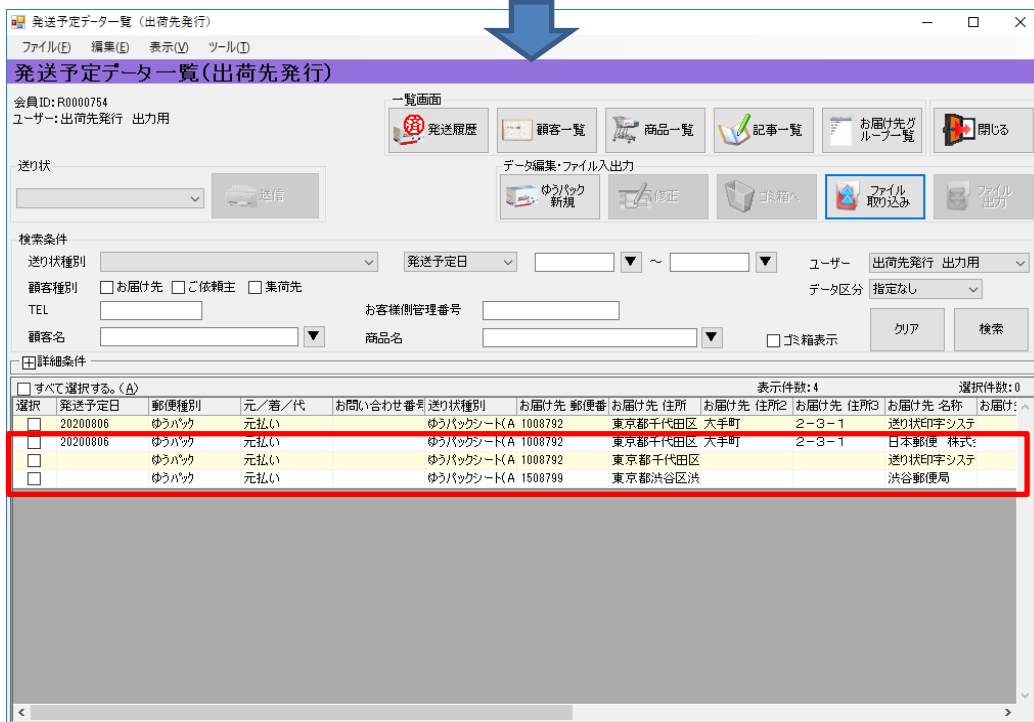 発送予定データ一覧（出荷先発行）
ファイル(F) 編集(E) 表示(V) ツール(T)
発送予定データ一覧(出荷先発行)
会員ID: R0000754
ユーザー: 出荷先発行 出力用
一覧画面
発送履歴 顧客一覧 商品一覧 記事一覧 お届け先グループ一覧 閉じる
送り状
送信
データ編集・ファイル入出力
ゆうパック新規 修正 ゴミ箱へ ファイル取り込み ファイル出力
検索条件
送り状種別 発送予定日 ～ ユーザー 出荷先発行 出力用
顧客種別 お届け先 ご依頼主 集荷先 データ区分 指定なし
TEL お客様側管理番号
顧客名 商品名 ゴミ箱表示 クリア 検索
詳細条件
すべて選択する。(A) 表示件数: 4 選択件数: 0
選択 発送予定日 郵便種別 元／着／代 お問い合わせ番号 送り状種別 お届け先 郵便番 お届け先 住所 お届け先 住所2 お届け先 住所3 お届け先 名称 お届け
20200806 ゆうパック 元払い ゆうパックシート(A 1008792 東京都千代田区 大手町 2－3－1 送り状印字システ
20200806 ゆうパック 元払い ゆうパックシート(A 1008792 東京都千代田区 大手町 2－3－1 日本郵便 株式
ゆうパック 元払い ゆうパックシート(A 1008792 東京都千代田区 送り状印字システ
ゆうパック 元払い ゆうパックシート(A 1508799 東京都渋谷区渋 渋谷郵便局